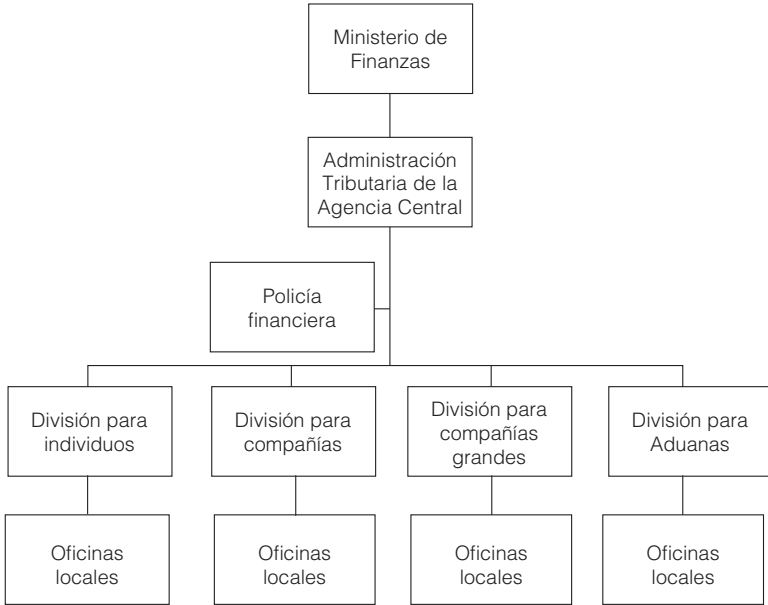 Ministerio de
Finanzas
Administración
Tributaria de la
Agencia Central
Policía
financiera
División para
individuos
División para
compañías
División para
compañías
grandes
División para
Aduanas
Oficinas
locales
Oficinas
locales
Oficinas
locales
Oficinas
locales